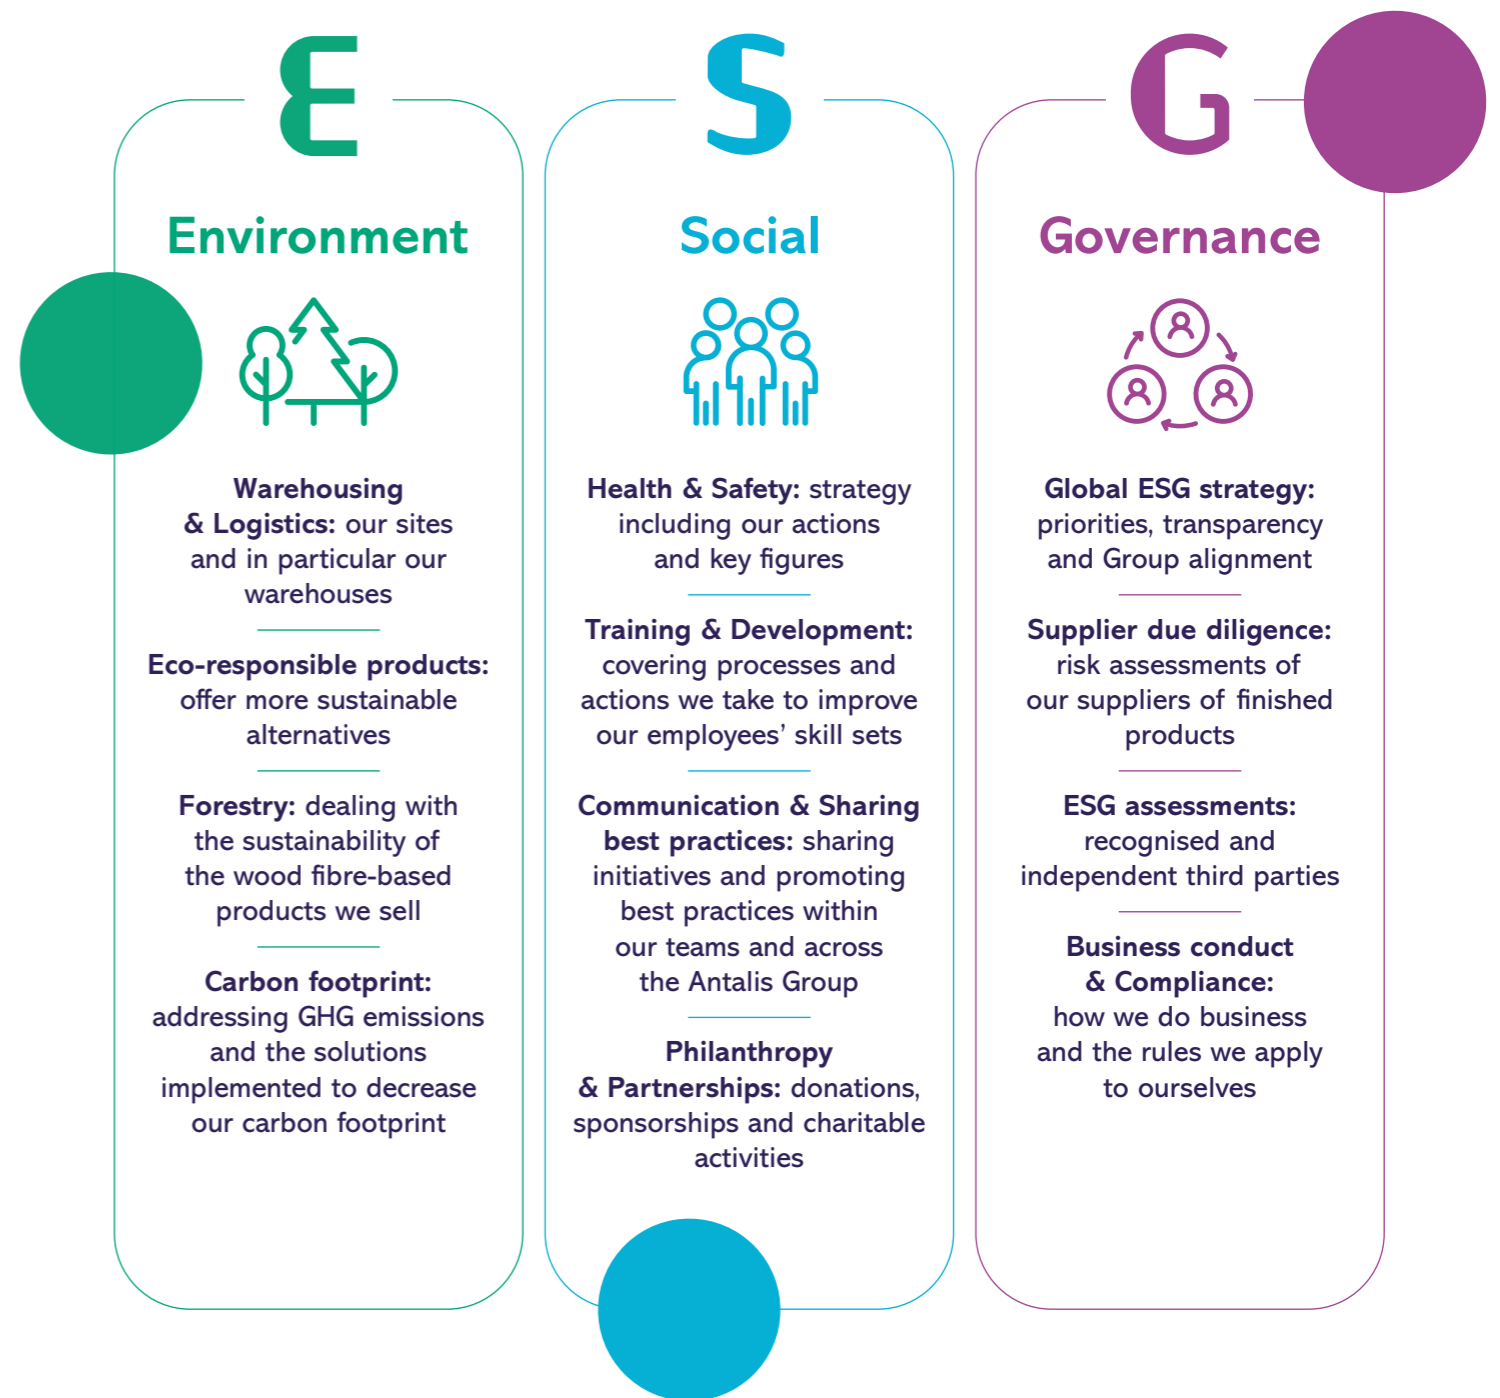 E
Environment
Warehousing
& Logistics: our sites
and in particular our
warehouses
Eco-responsible products:
offer more sustainable
alternatives
Forestry: dealing with
the sustainability of
the wood fibre-based
products we sell
Carbon footprint:
addressing GHG emissions
and the solutions
implemented to decrease
our carbon footprint
S
Social
Health & Safety: strategy
including our actions
and key figures
Training & Development:
covering processes and
actions we take to improve
our employees’ skill sets
Communication & Sharing
best practices: sharing
initiatives and promoting
best practices within
our teams and across
the Antalis Group
Philanthropy
& Partnerships: donations,
sponsorships and charitable
activities
G
Governance
Global ESG strategy:
priorities, transparency
and Group alignment
Supplier due diligence:
risk assessments of
our suppliers of finished
products
ESG assessments:
recognised and
independent third parties
Business conduct
& Compliance:
how we do business
and the rules we apply
to ourselves